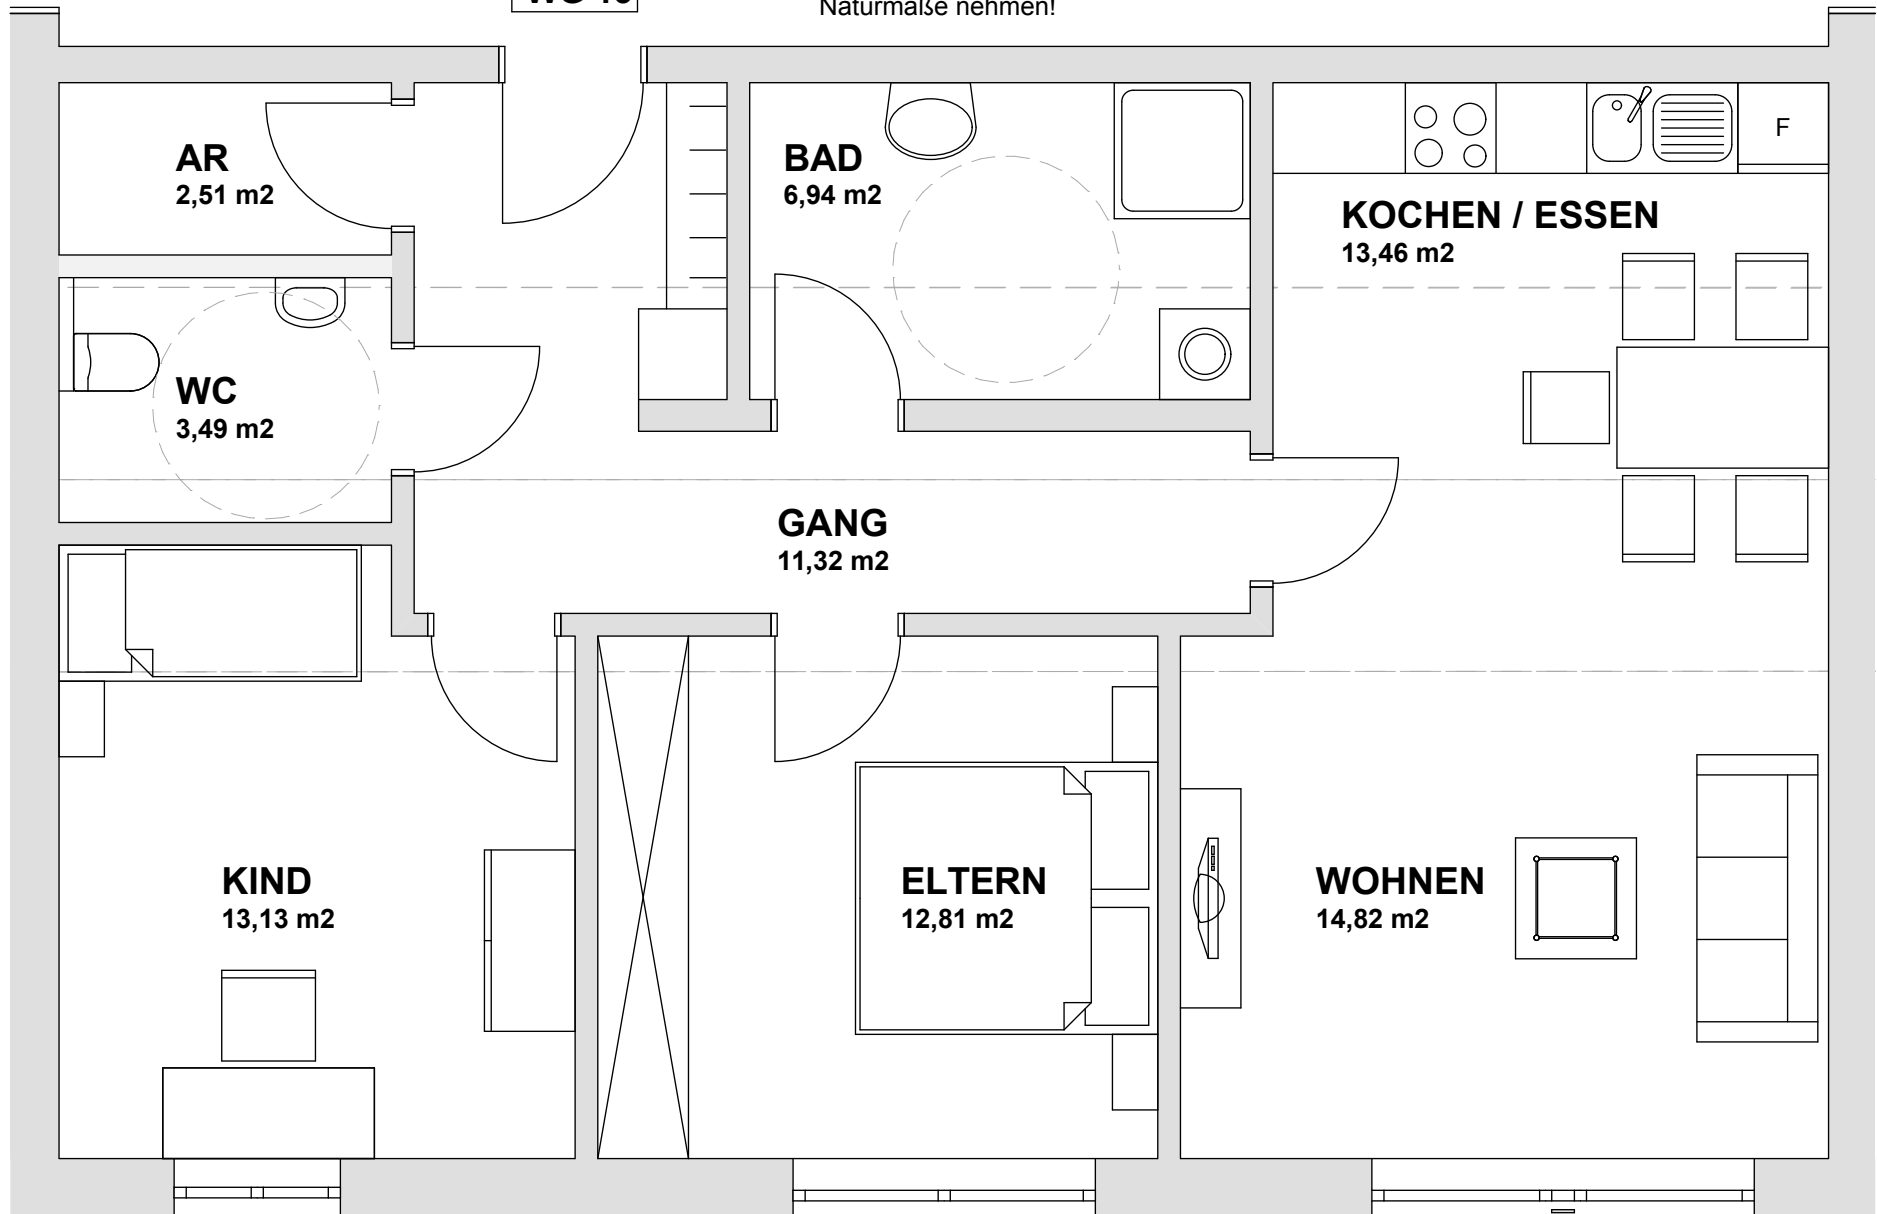 Naturmaße nehmen!
AR
2,51 m2
BAD
6,94 m2
F
KOCHEN / ESSEN
13,46 m2
WC
3,49 m2
GANG
11,32 m2
KIND
13,13 m2
ELTERN
12,81 m2
WOHNEN
14,82 m2